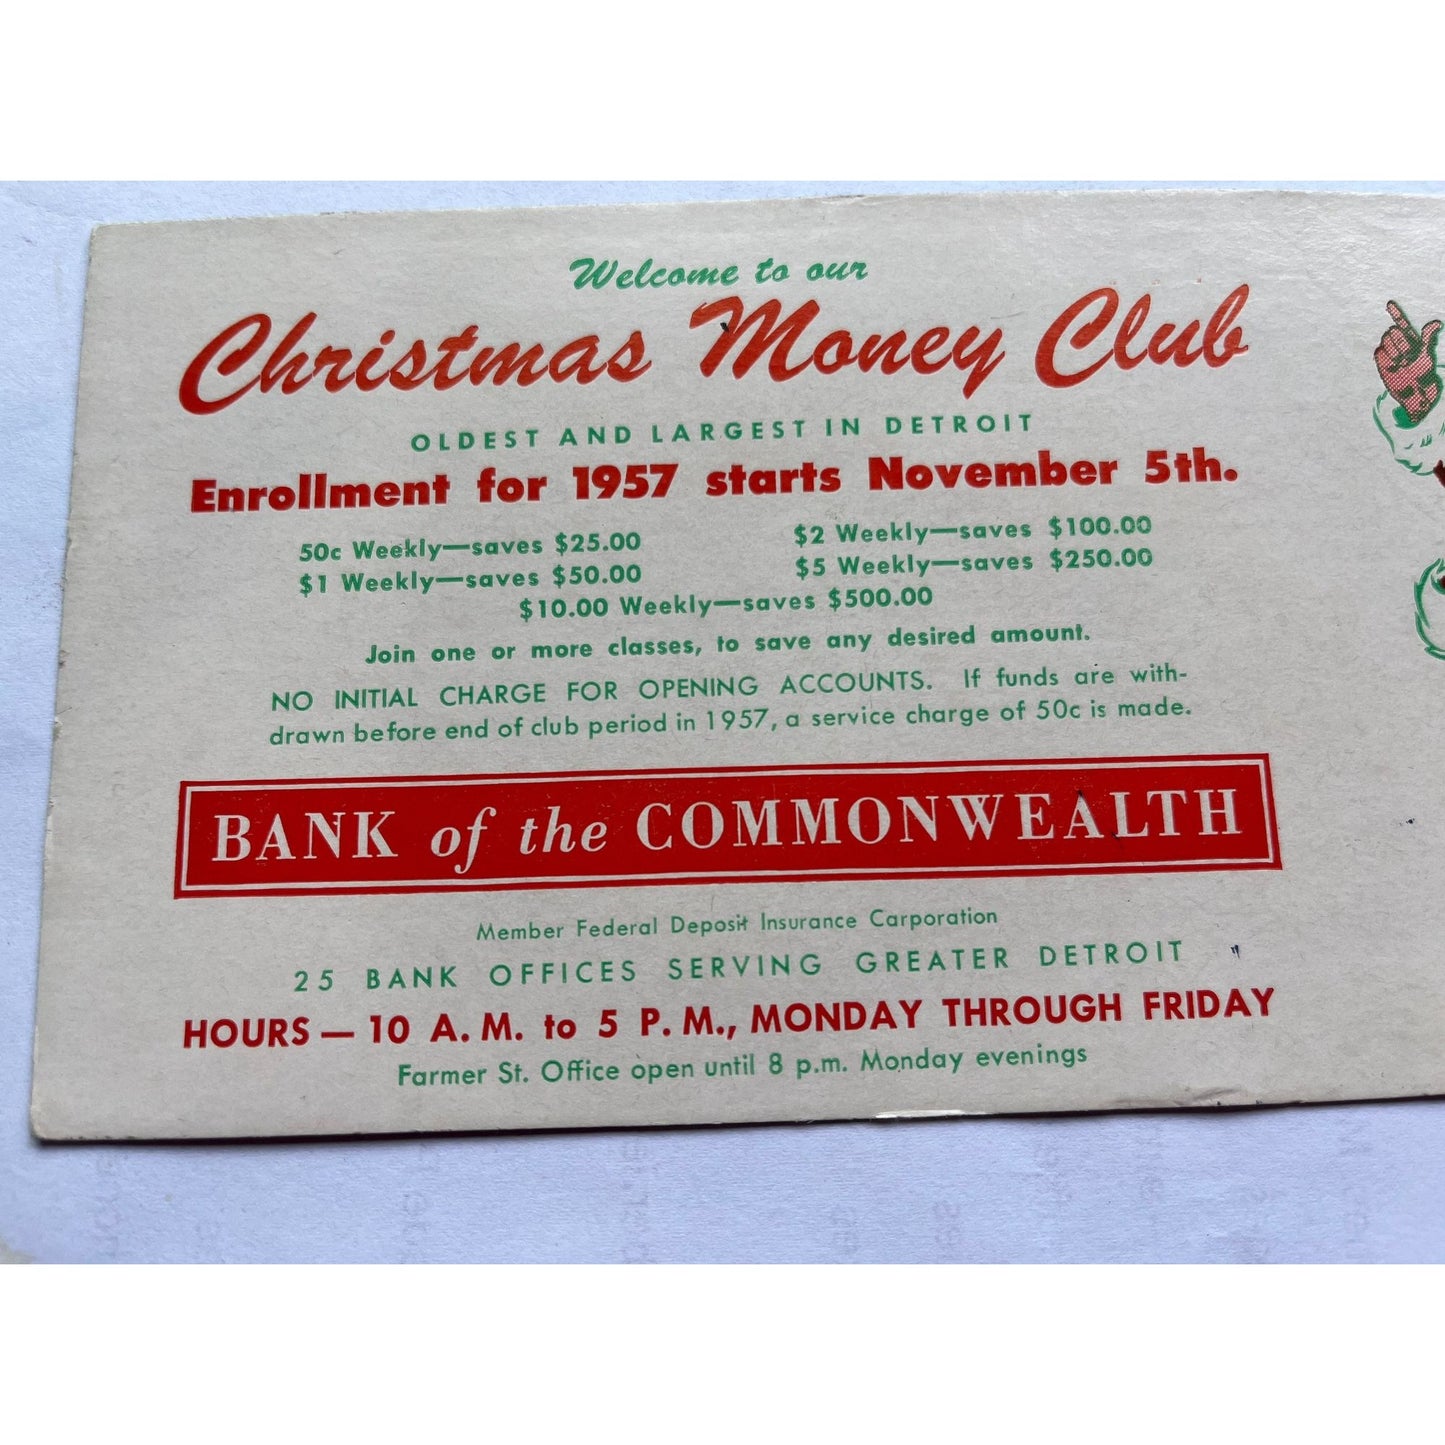 Welcome to our
Christmas Money Club
OLDEST AND LARGEST IN DETROIT
Enrollment for 1957 starts November 5th.
50c Weekly—saves $25.00
$1 Weekly—saves $50.00
$2 Weekly—saves $100.00
$5 Weekly—saves $250.00
$10.00 Weekly—saves $500.00
Join one or more classes, to save any desired amount.
NO INITIAL CHARGE FOR OPENING ACCOUNTS. If funds are with-
drawn before end of club period in 1957, a service charge of 50c is made.
BANK of the COMMONWEALTH
Member Federal Deposit Insurance Corporation
25 BANK OFFICES SERVING GREATER DETROIT
HOURS — 10 A. M. to 5 P. M., MONDAY THROUGH FRIDAY
Farmer St. Office open until 8 p.m. Monday evenings